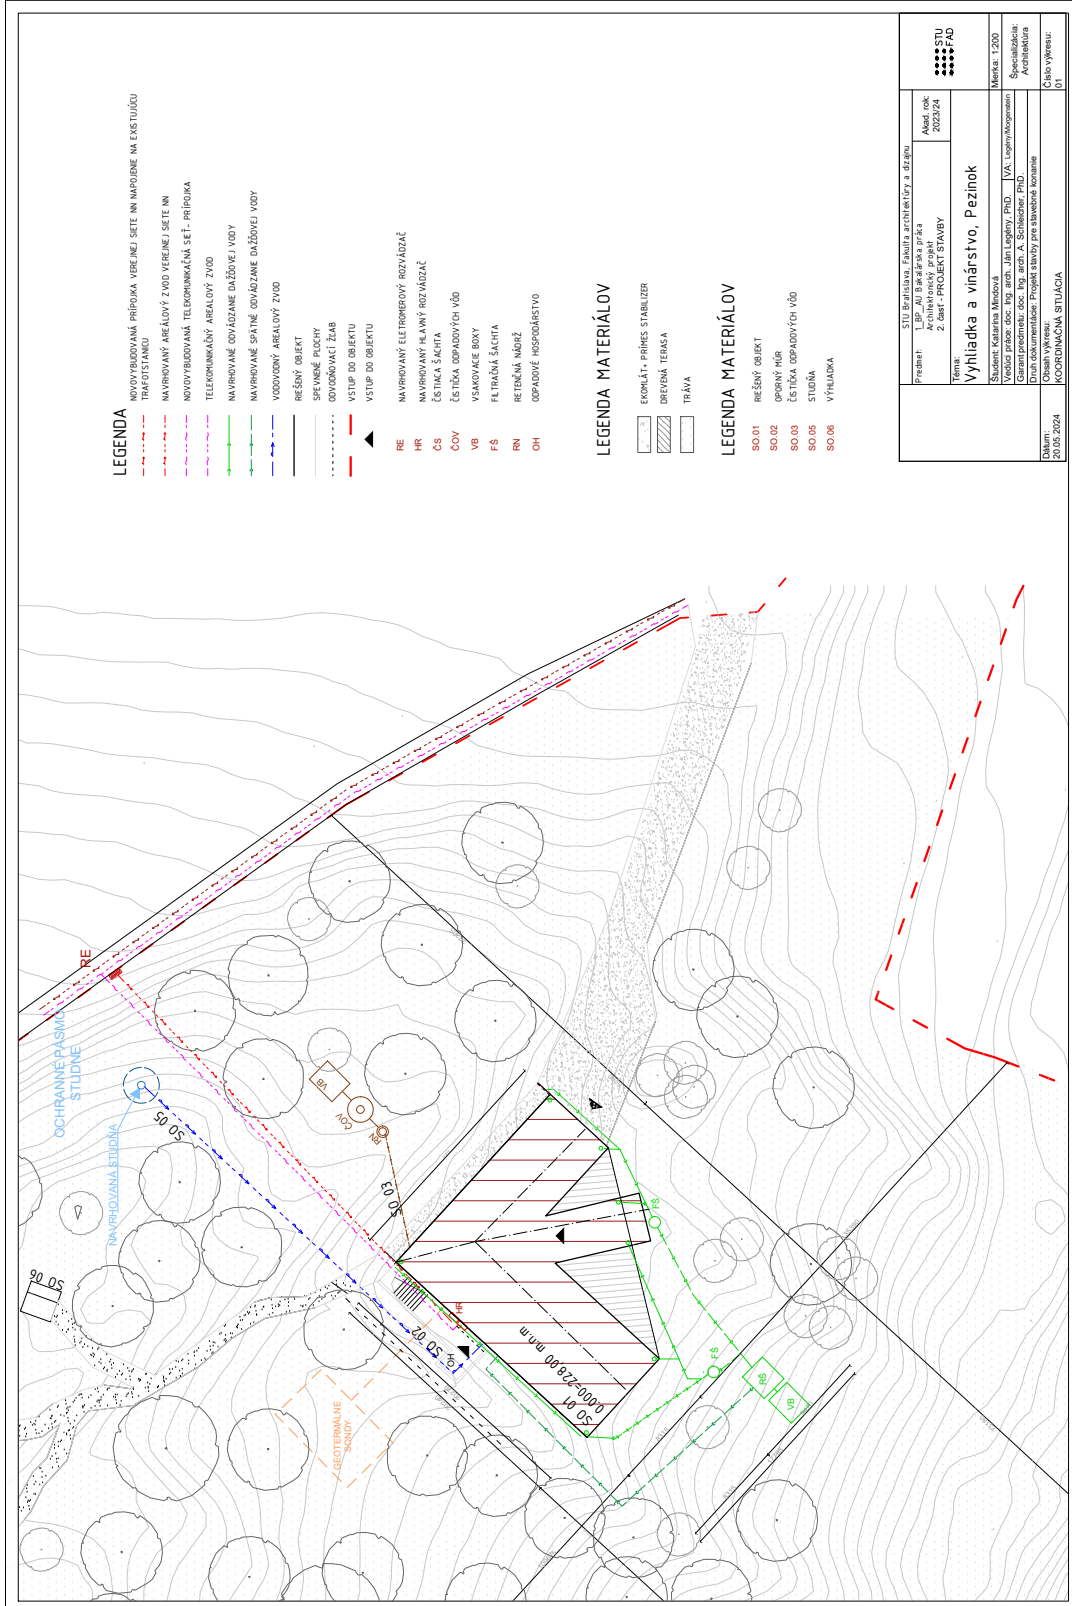 LEGENDA
NOVOVYBUDOVANÁ PRÍPOJKA VEREJNEJ SIETE NN NAPOJENIE NA EXISTUJÚCU
TRAFOTSTANICU
NAVRHOVANÝ AREÁLOVÝ ZVOD VEREJNEJ SIETE NN
NOVOVYBUDOVANÁ TELEKOMUNIKAČNÁ SIEŤ- PRÍPOJKA
TELEKOMUNIKAČNÝ AREALOVÝ ZVOD
NAVRHOVANÉ ODVÁDZANIE DAŽĎOVEJ VODY
NAVRHOVANÉ SPÄTNÉ ODVÁDZANIE DAŽĎOVEJ VODY
VODOVODNÝ AREALOVÝ ZVOD
RIEŠENÝ OBJEKT
SPEVNENÉ PLOCHY
ODVODŇOVACÍ ŽĽAB
VSTUP DO OBJEKTU
VSTUP DO OBJEKTU
RE NAVRHOVANÝ ELETROMEROVÝ ROZVÁDZAČ
HR NAVRHOVANÝ HLAVNÝ ROZVÁDZAČ
ČS ČISTIACA ŠACHTA
ČOV ČISTIČKA ODPADOVÝCH VÔD
VB VSAKOVACIE BOXY
FŠ FILTRAČNÁ ŠACHTA
RN RETENČNÁ NÁDRŽ
OH ODPADOVÉ HOSPODÁRSTVO
LEGENDA MATERIÁLOV
EKOMLÁT+ PRÍMES STABILIZER
DREVENÁ TERASA
TRÁVA
LEGENDA MATERIÁLOV
SO.01 RIEŠENÝ OBJEKT
SO.02 OPORNÝ MÚR
SO.03 ČISTIČKA ODPADOVÝCH VÔD
SO.05 STUDŇA
SO.06 VÝHLIADKA
STU Bratislava, Fakulta architektúry a dizajnu
Predmet: 1_BP_AU Bakalárska práca
Architektonický projekt
2. časť - PROJEKT STAVBY
Akad. rok:
2023/24
STU
FAD
Téma:
Vyhliadka a vinárstvo, Pezinok
Študent: Katarína Mindová
Vedúci práce: doc. Ing. arch. Ján Legény, PhD.
VA: Legény/Morgenstein
Garant predmetu: doc. Ing. arch. A. Schleicher, PhD.
Druh dokumentácie: Projekt stavby pre stavebné konanie
Mierka: 1:200
Špecializácia:
Architektúra
Dátum:
20.05.2024
Obsah výkresu:
KOORDINAČNÁ SITUÁCIA
Číslo výkresu:
01
RE
OCHRANNÉ PÁSMO
STUDNE
NAVRHOVANÁ STUDŇA
SO 05
SO 06
VB
ČOV
RN
SO 03
SO 02
HR
OH
GEOTERMÁLNE
SONDY
SO 01
0.000=228,00 m.n.m
FŠ
FŠ
RŠ
VB